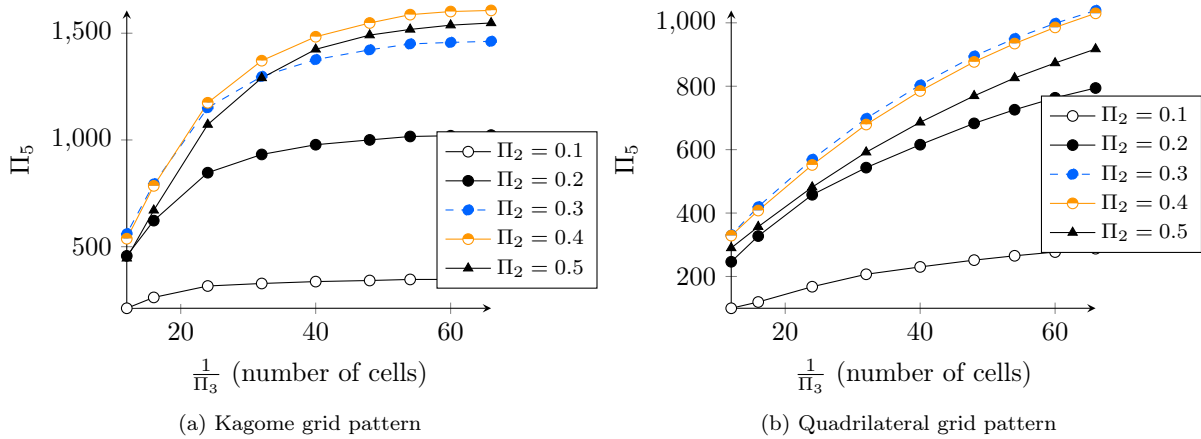 1,500
1,000
500
Π5
20
40
60
1/Π3 (number of cells)
Π2 = 0.1
Π2 = 0.2
Π2 = 0.3
Π2 = 0.4
Π2 = 0.5
(a) Kagome grid pattern
1,000
800
600
400
200
Π5
20
40
60
1/Π3 (number of cells)
Π2 = 0.1
Π2 = 0.2
Π2 = 0.3
Π2 = 0.4
Π2 = 0.5
(b) Quadrilateral grid pattern